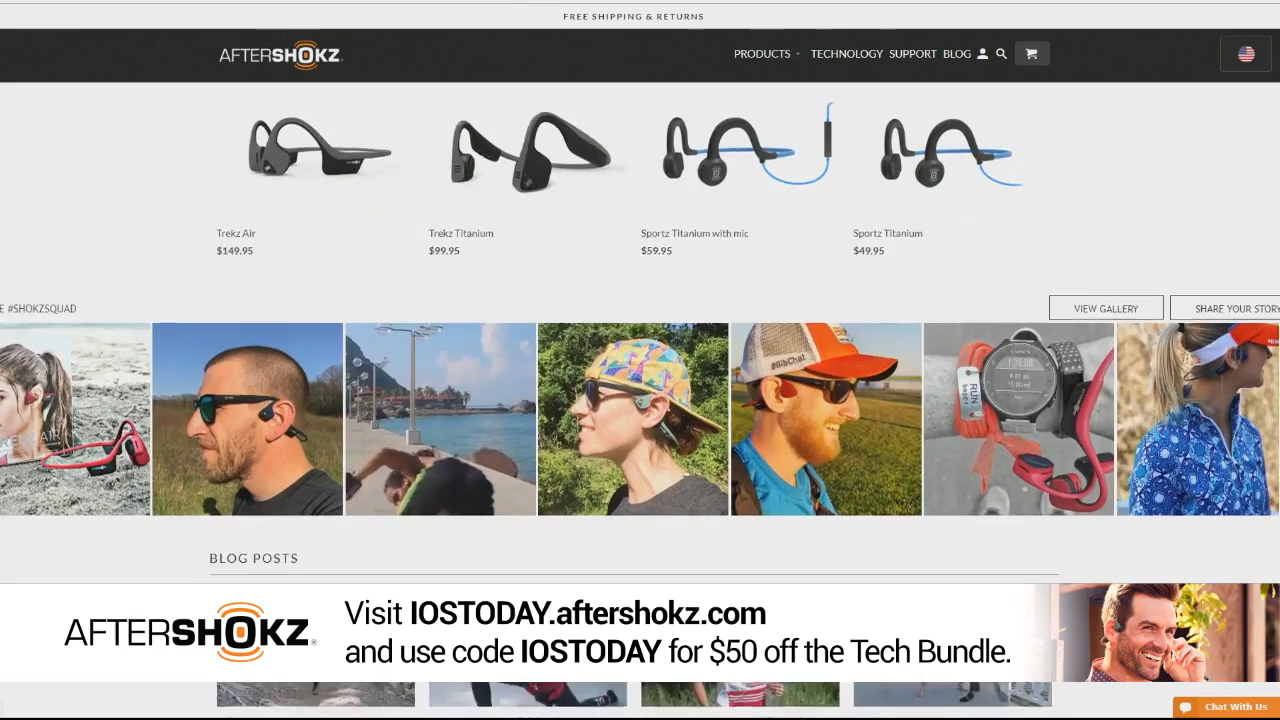 FREE SHIPPING & RETURNS
AFTERSHOKZ
PRODUCTS TECHNOLOGY SUPPORT BLOG
Trekz Air
$149.95
Trekz Titanium
$99.95
Sportz Titanium with mic
$59.95
Sportz Titanium
$49.95
#SHOKZSQUAD
VIEW GALLERY
SHARE YOUR STORY
#BibChat
RUN
BLOG POSTS
AFTERSHOKZ®
Visit IOSTODAY.aftershokz.com
and use code IOSTODAY for $50 off the Tech Bundle.
Chat With Us